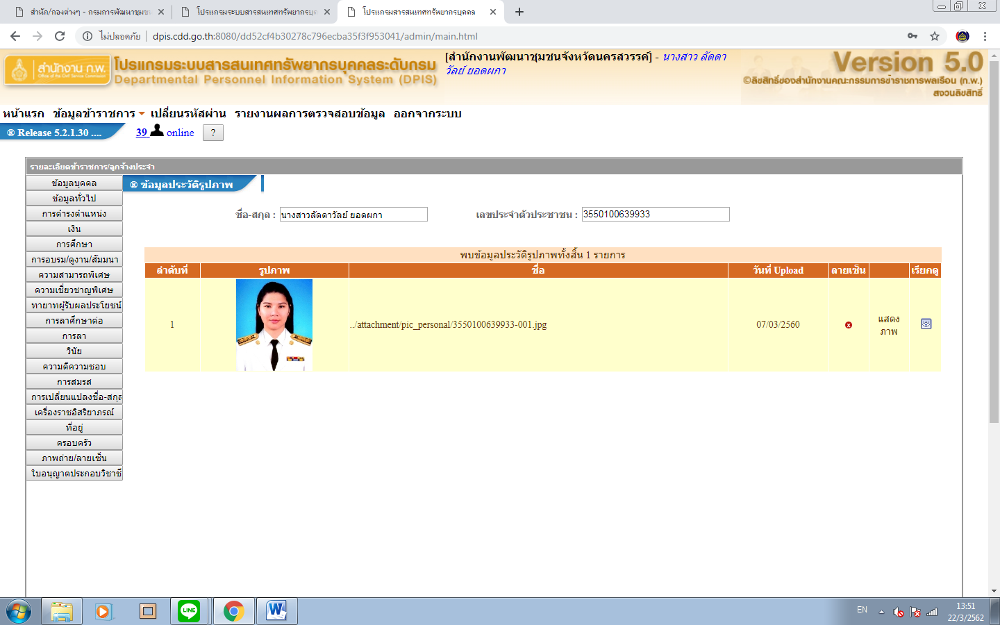 สำนัก/กองต่างๆ - กรมการพัฒนาชุมชน
โปรแกรมระบบสารสนเทศทรัพยากรบุคค
โปรแกรมสารสนเทศทรัพยากรบุคคล
ไม่ปลอดภัย | dpis.cdd.go.th:8080/dd52cf4b30278c796ecba35f3f953041/admin/main.html
สำนักงาน ก.พ.
Office of the Civil Service Commission
โปรแกรมระบบสารสนเทศทรัพยากรบุคคลระดับกรม
Departmental Personnel Information System (DPIS)
[สำนักงานพัฒนาชุมชนจังหวัดนครสวรรค์] - นางสาว ลัดดา
วัลย์ ยอดผกา
Version 5.0
©ลิขสิทธิ์ของสำนักงานคณะกรรมการข้าราชการพลเรือน (ก.พ.)
สงวนลิขสิทธิ์
หน้าแรก ข้อมูลข้าราชการ เปลี่ยนรหัสผ่าน รายงานผลการตรวจสอบข้อมูล ออกจากระบบ
® Release 5.2.1.30 .... 39 online ?
รายละเอียดข้าราชการ/ลูกจ้างประจำ
® ข้อมูลประวัติรูปภาพ
ข้อมูลบุคคล
ข้อมูลทั่วไป
การดำรงตำแหน่ง
เงิน
การศึกษา
การอบรม/ดูงาน/สัมมนา
ความสามารถพิเศษ
ความเชี่ยวชาญพิเศษ
ทายาทผู้รับผลประโยชน์
การลาศึกษาต่อ
การลา
วินัย
ความดีความชอบ
การสมรส
การเปลี่ยนแปลงชื่อ-สกุล
เครื่องราชอิสริยาภรณ์
ที่อยู่
ครอบครัว
ภาพถ่าย/ลายเซ็น
ใบอนุญาตประกอบวิชาชี
ชื่อ-สกุล : นางสาวลัดดาวัลย์ ยอดผกา เลขประจำตัวประชาชน : 3550100639933
พบข้อมูลประวัติรูปภาพทั้งสิ้น 1 รายการ
ลำดับที่ รูปภาพ ชื่อ วันที่ Upload ลายเซ็น เรียกดู
1 ../attachment/pic_personal/3550100639933-001.jpg 07/03/2560 แสดง
ภาพ
LINE
EN
13:51
22/3/2562